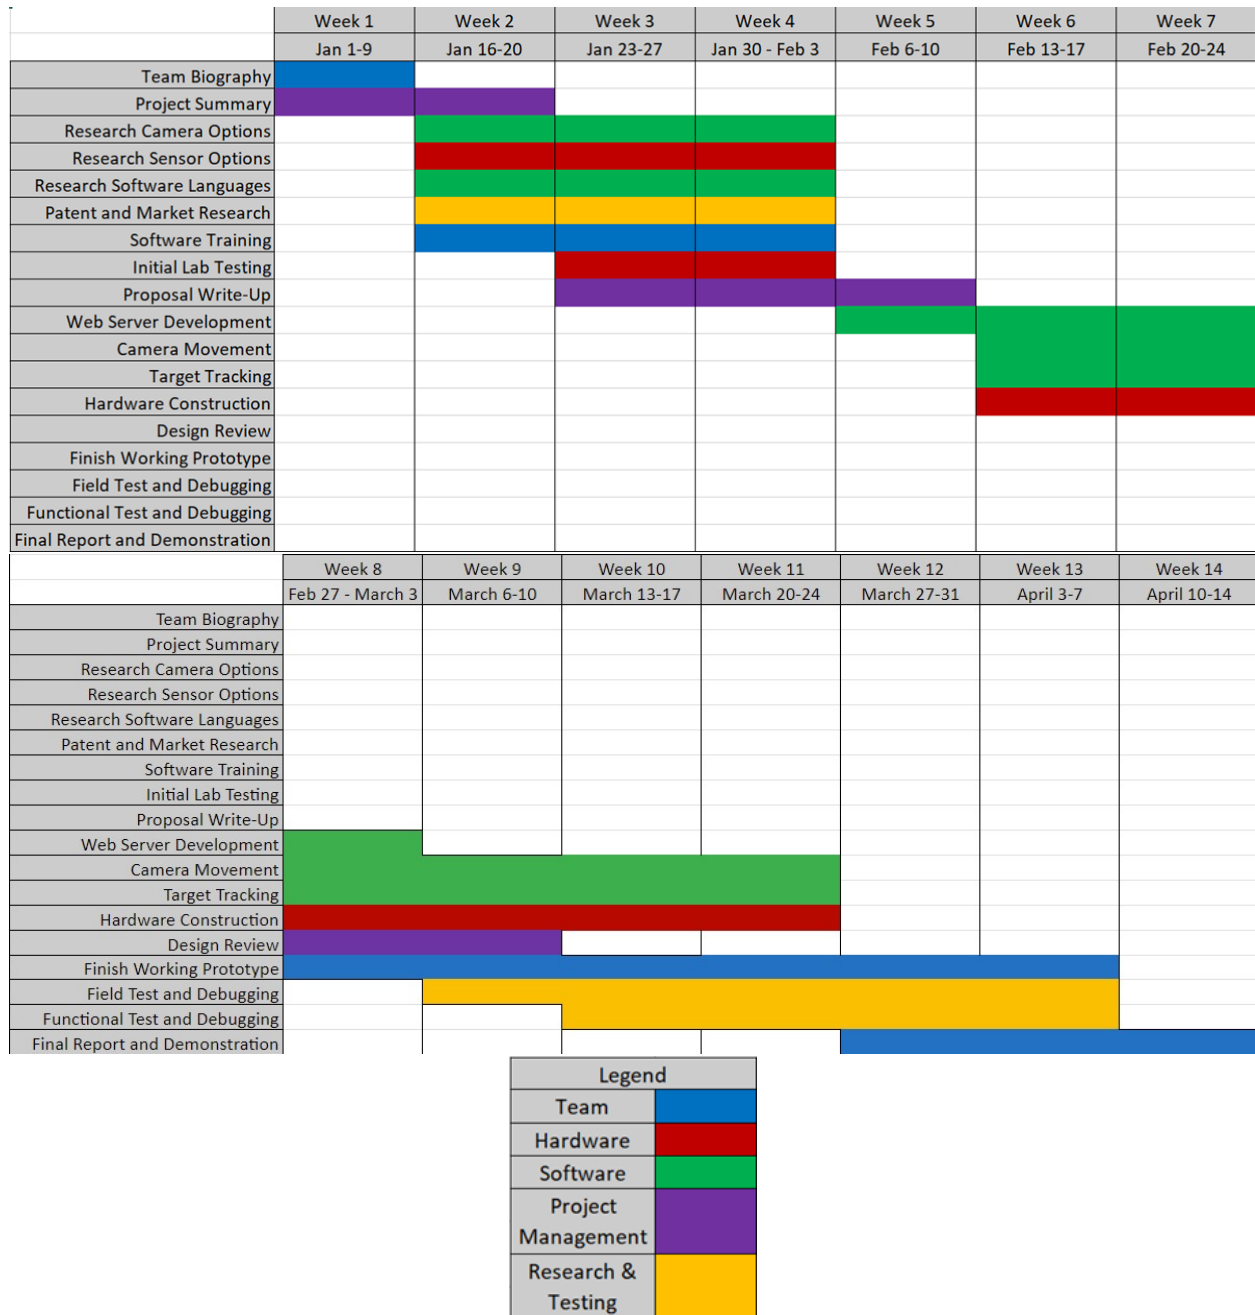 Week 1 Week 2 Week 3 Week 4 Week 5 Week 6 Week 7
Jan 1-9 Jan 16-20 Jan 23-27 Jan 30 - Feb 3 Feb 6-10 Feb 13-17 Feb 20-24
Team Biography
Project Summary
Research Camera Options
Research Sensor Options
Research Software Languages
Patent and Market Research
Software Training
Initial Lab Testing
Proposal Write-Up
Web Server Development
Camera Movement
Target Tracking
Hardware Construction
Design Review
Finish Working Prototype
Field Test and Debugging
Functional Test and Debugging
Final Report and Demonstration
Week 8 Week 9 Week 10 Week 11 Week 12 Week 13 Week 14
Feb 27 - March 3 March 6-10 March 13-17 March 20-24 March 27-31 April 3-7 April 10-14
Team Biography
Project Summary
Research Camera Options
Research Sensor Options
Research Software Languages
Patent and Market Research
Software Training
Initial Lab Testing
Proposal Write-Up
Web Server Development
Camera Movement
Target Tracking
Hardware Construction
Design Review
Finish Working Prototype
Field Test and Debugging
Functional Test and Debugging
Final Report and Demonstration
Legend
Team
Hardware
Software
Project
Management
Research &
Testing